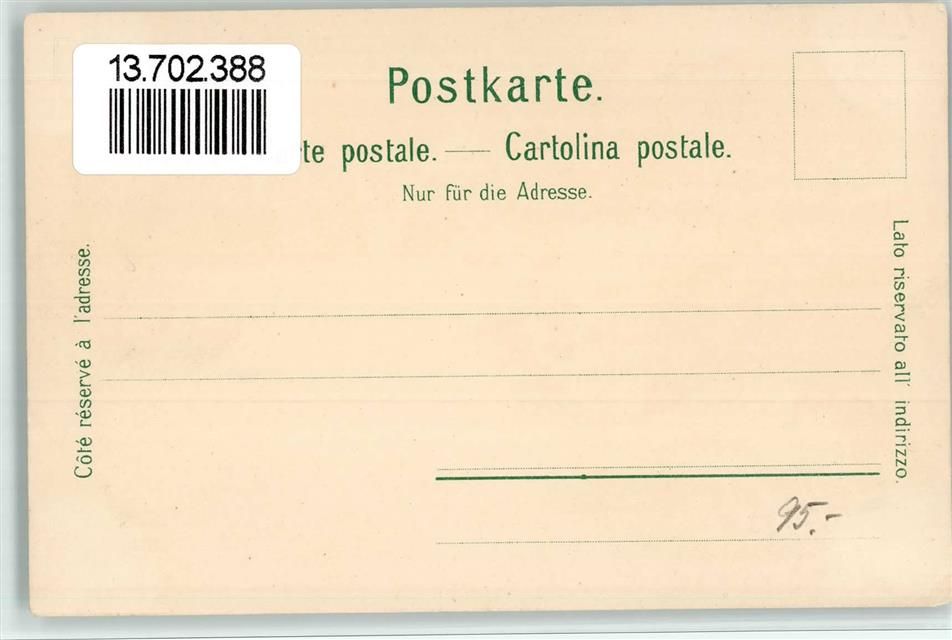 13.702.388
Postkarte.
te postale. — Cartolina postale.
Nur für die Adresse.
Côté réservé à l'adresse.
Lato riservato all' indirizzo.
95.-